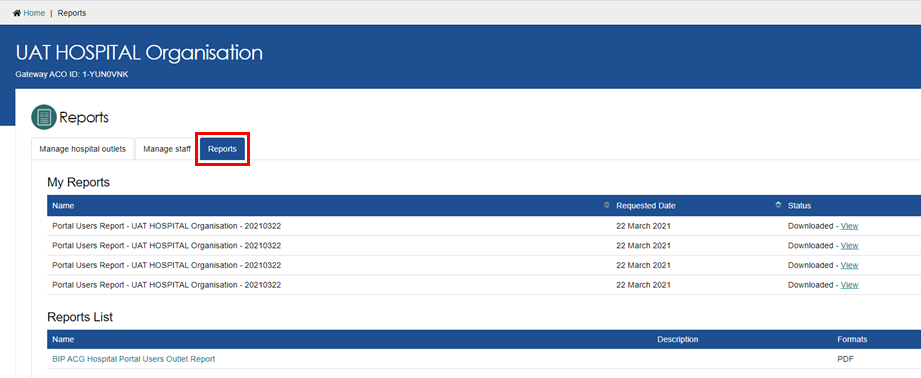 Home | Reports
UAT HOSPITAL Organisation
Gateway ACO ID: 1-YUN0VNK
Reports
Manage hospital outlets Manage staff Reports
My Reports
Name Requested Date Status
Portal Users Report - UAT HOSPITAL Organisation - 20210322 22 March 2021 Downloaded - View
Portal Users Report - UAT HOSPITAL Organisation - 20210322 22 March 2021 Downloaded - View
Portal Users Report - UAT HOSPITAL Organisation - 20210322 22 March 2021 Downloaded - View
Portal Users Report - UAT HOSPITAL Organisation - 20210322 22 March 2021 Downloaded - View
Reports List
Name Description Formats
BIP ACG Hospital Portal Users Outlet Report PDF